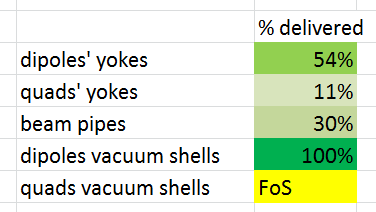 % delivered
dipoles' yokes 54%
quads' yokes 11%
beam pipes 30%
dipoles vacuum shells 100%
quads vacuum shells FoS